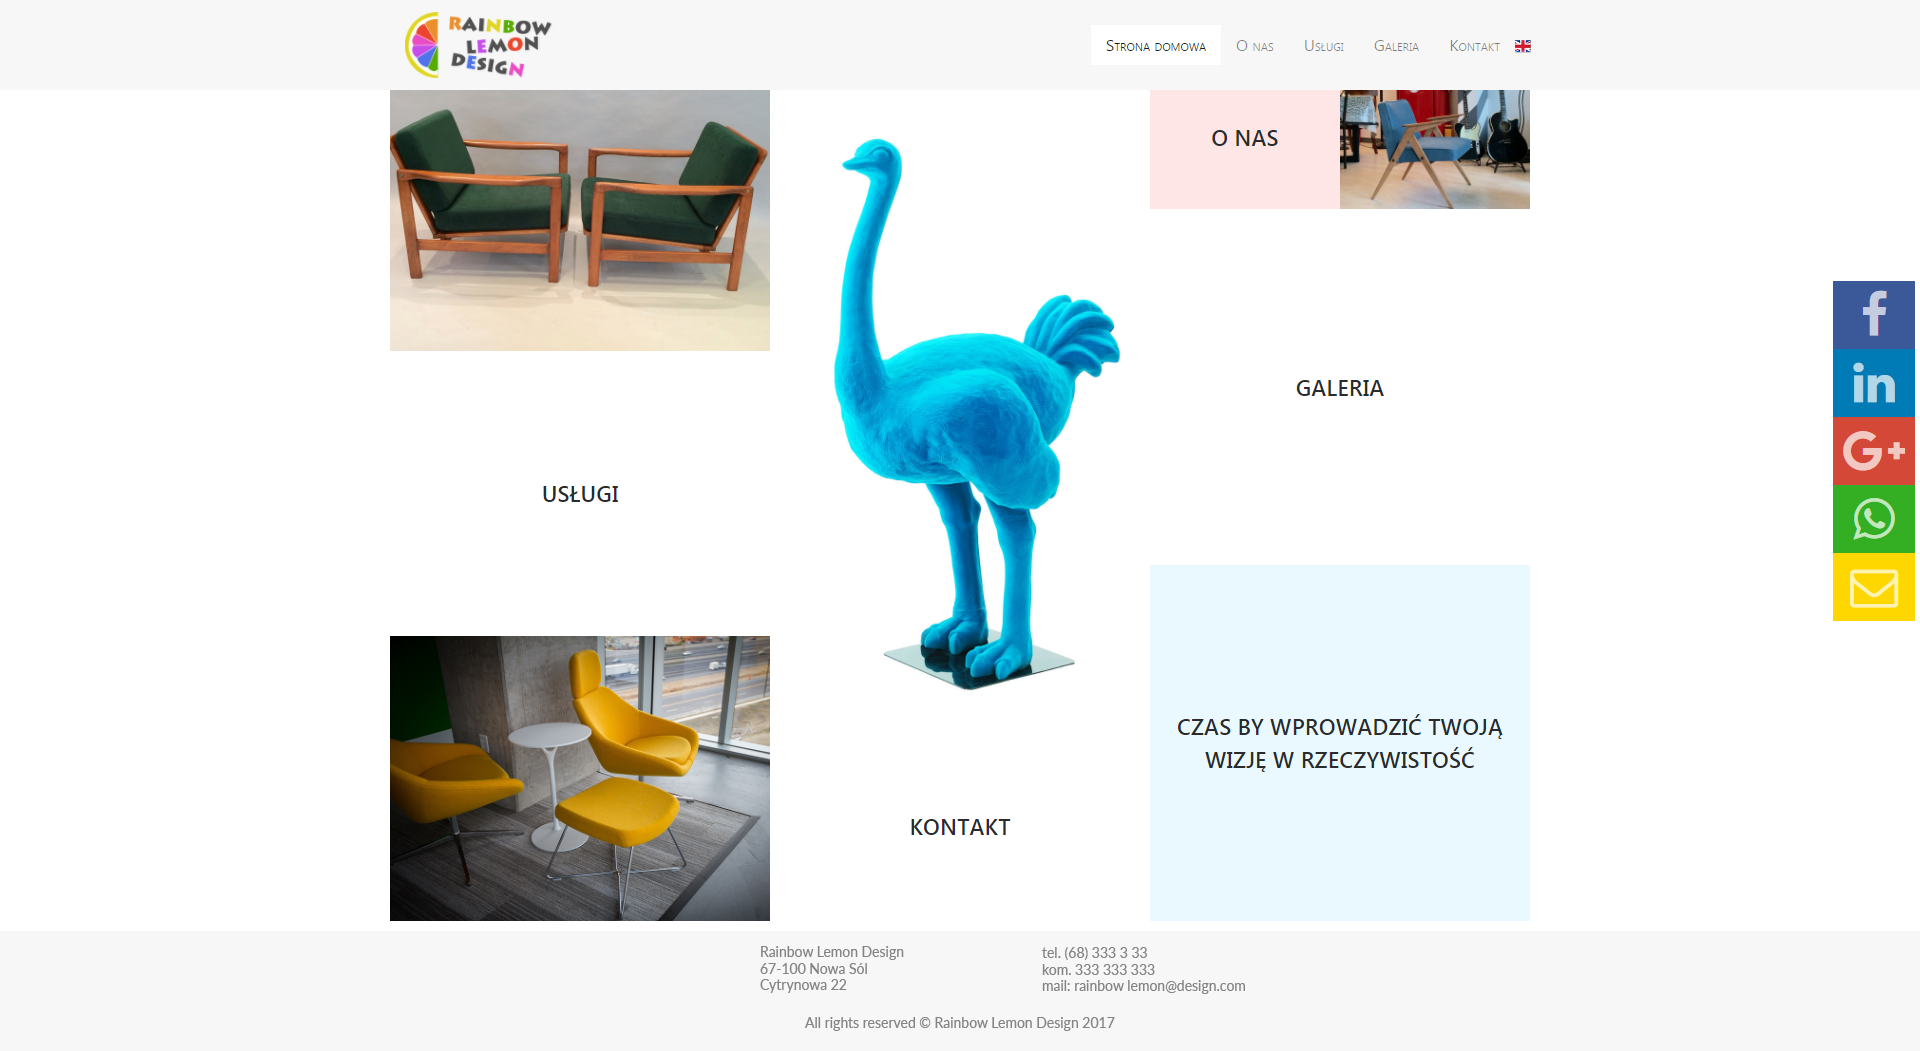 RAINBOW
LEMON
DESIGN
Strona domowa
O nas
Usługi
Galeria
Kontakt
O NAS
GALERIA
USŁUGI
CZAS BY WPROWADZIĆ TWOJĄ
WIZJĘ W RZECZYWISTOŚĆ
KONTAKT
f
in
G+
Rainbow Lemon Design
67-100 Nowa Sól
Cytrynowa 22
tel. (68) 333 3 33
kom. 333 333 333
mail: rainbow lemon@design.com
All rights reserved © Rainbow Lemon Design 2017